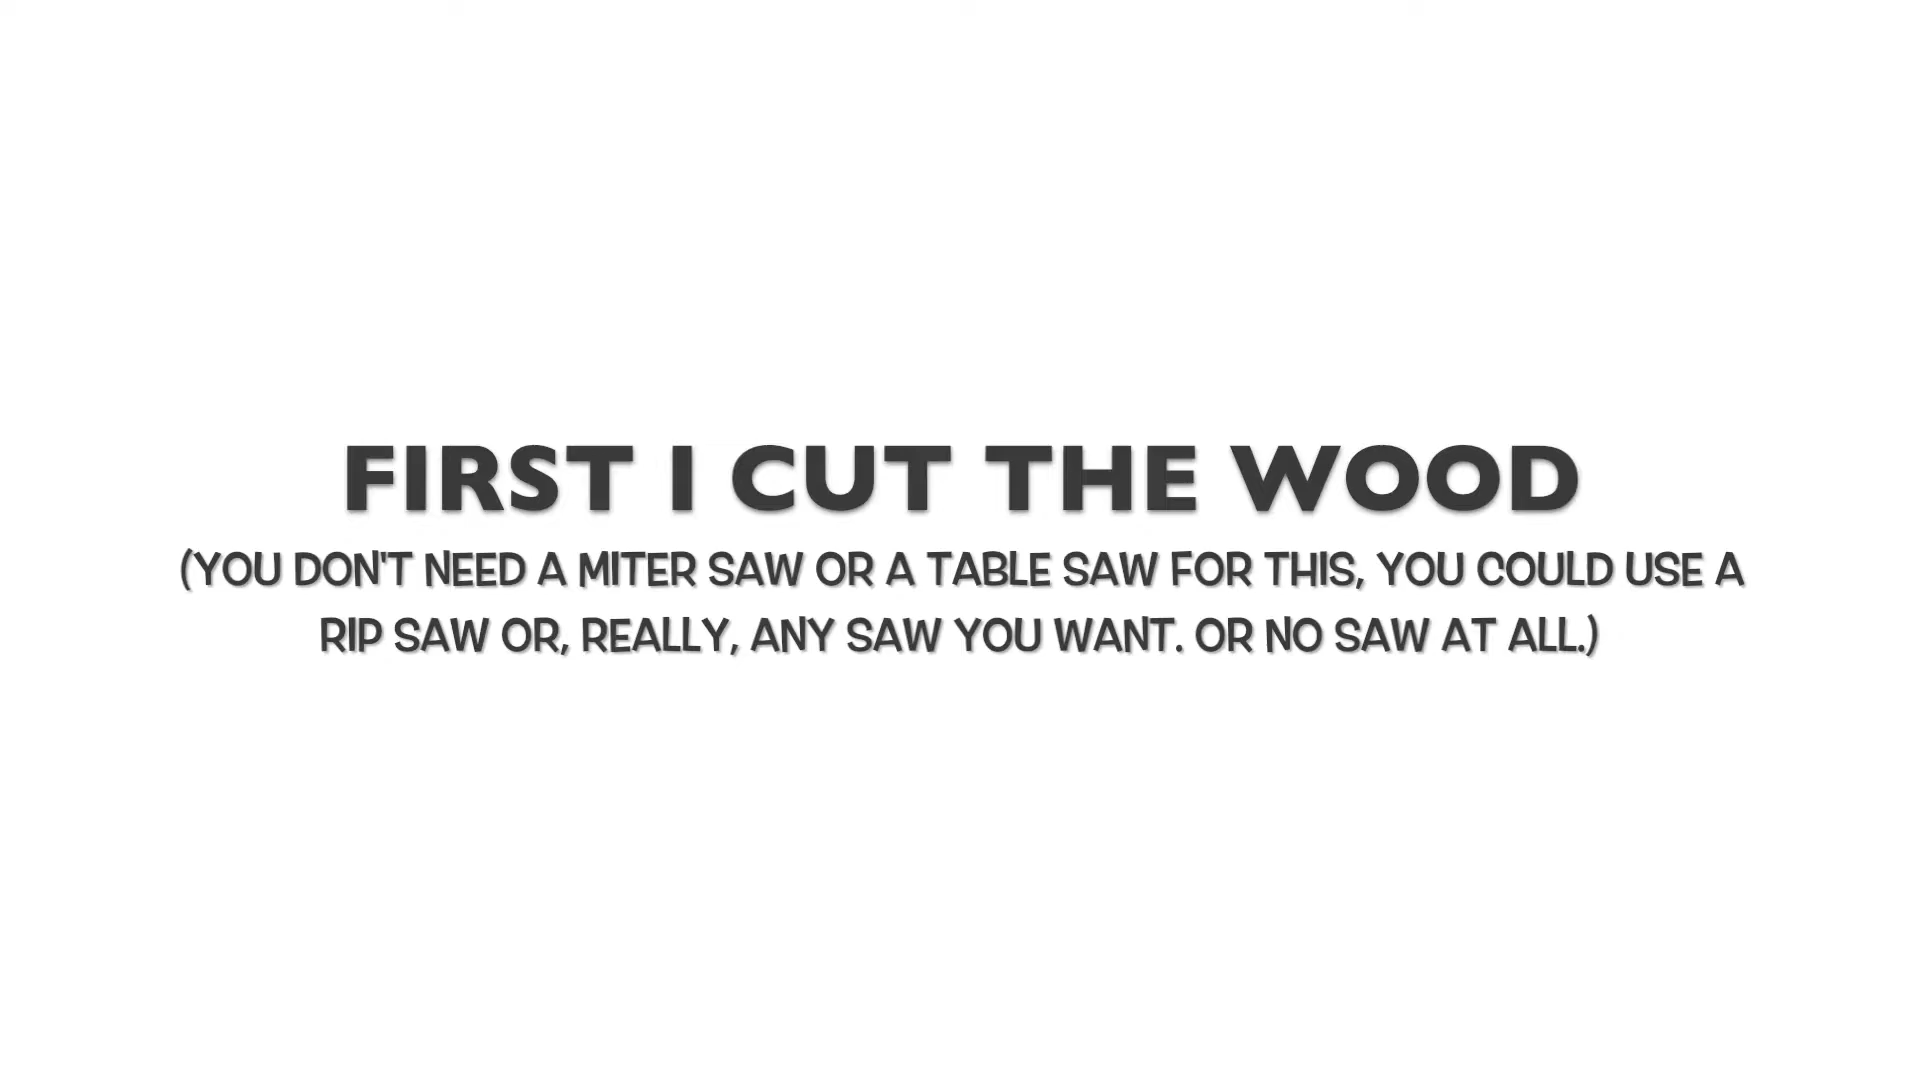 FIRST I CUT THE WOOD
(YOU DON'T NEED A MITER SAW OR A TABLE SAW FOR THIS, YOU COULD USE A
RIP SAW OR, REALLY, ANY SAW YOU WANT. OR NO SAW AT ALL.)